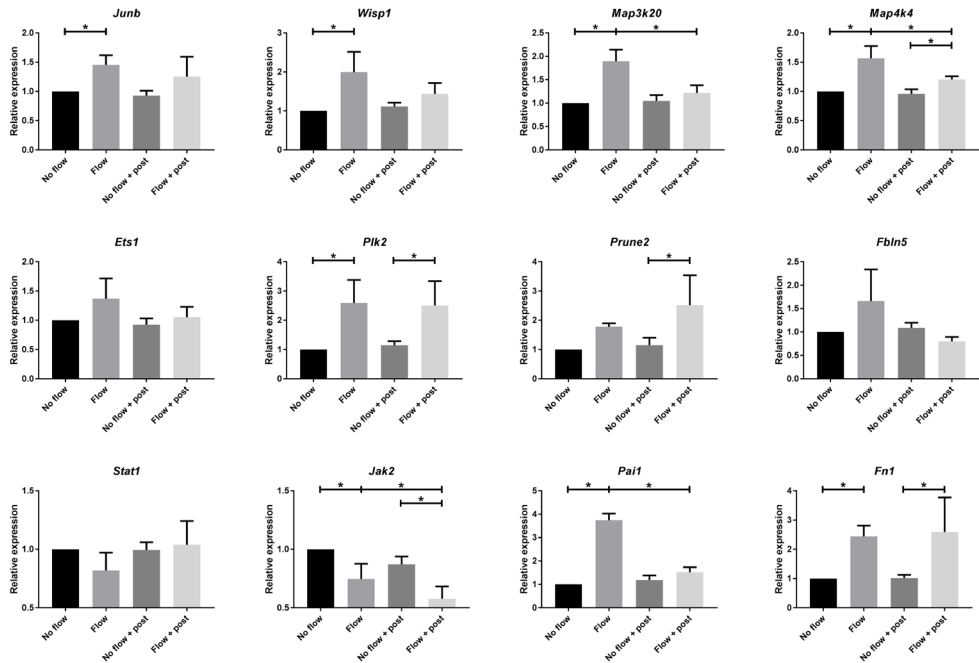 Junb
Relative expression
2.0
1.5
1.0
0.5
0.0
*
No flow
Flow
No flow + post
Flow + post
Wisp1
Relative expression
3
2
1
0
*
No flow
Flow
No flow + post
Flow + post
Map3k20
Relative expression
2.5
2.0
1.5
1.0
0.5
0.0
*
*
No flow
Flow
No flow + post
Flow + post
Map4k4
Relative expression
2.0
1.5
1.0
0.5
0.0
*
*
*
No flow
Flow
No flow + post
Flow + post
Ets1
Relative expression
2.0
1.5
1.0
0.5
0.0
No flow
Flow
No flow + post
Flow + post
Plk2
Relative expression
4
3
2
1
0
*
*
No flow
Flow
No flow + post
Flow + post
Prune2
Relative expression
4
3
2
1
0
*
No flow
Flow
No flow + post
Flow + post
Fbln5
Relative expression
2.5
2.0
1.5
1.0
0.5
0.0
No flow
Flow
No flow + post
Flow + post
Stat1
Relative expression
1.5
1.0
0.5
No flow
Flow
No flow + post
Flow + post
Jak2
Relative expression
1.5
1.0
0.5
*
*
*
No flow
Flow
No flow + post
Flow + post
Pai1
Relative expression
5
4
3
2
1
0
*
*
No flow
Flow
No flow + post
Flow + post
Fn1
Relative expression
5
4
3
2
1
0
*
*
No flow
Flow
No flow + post
Flow + post